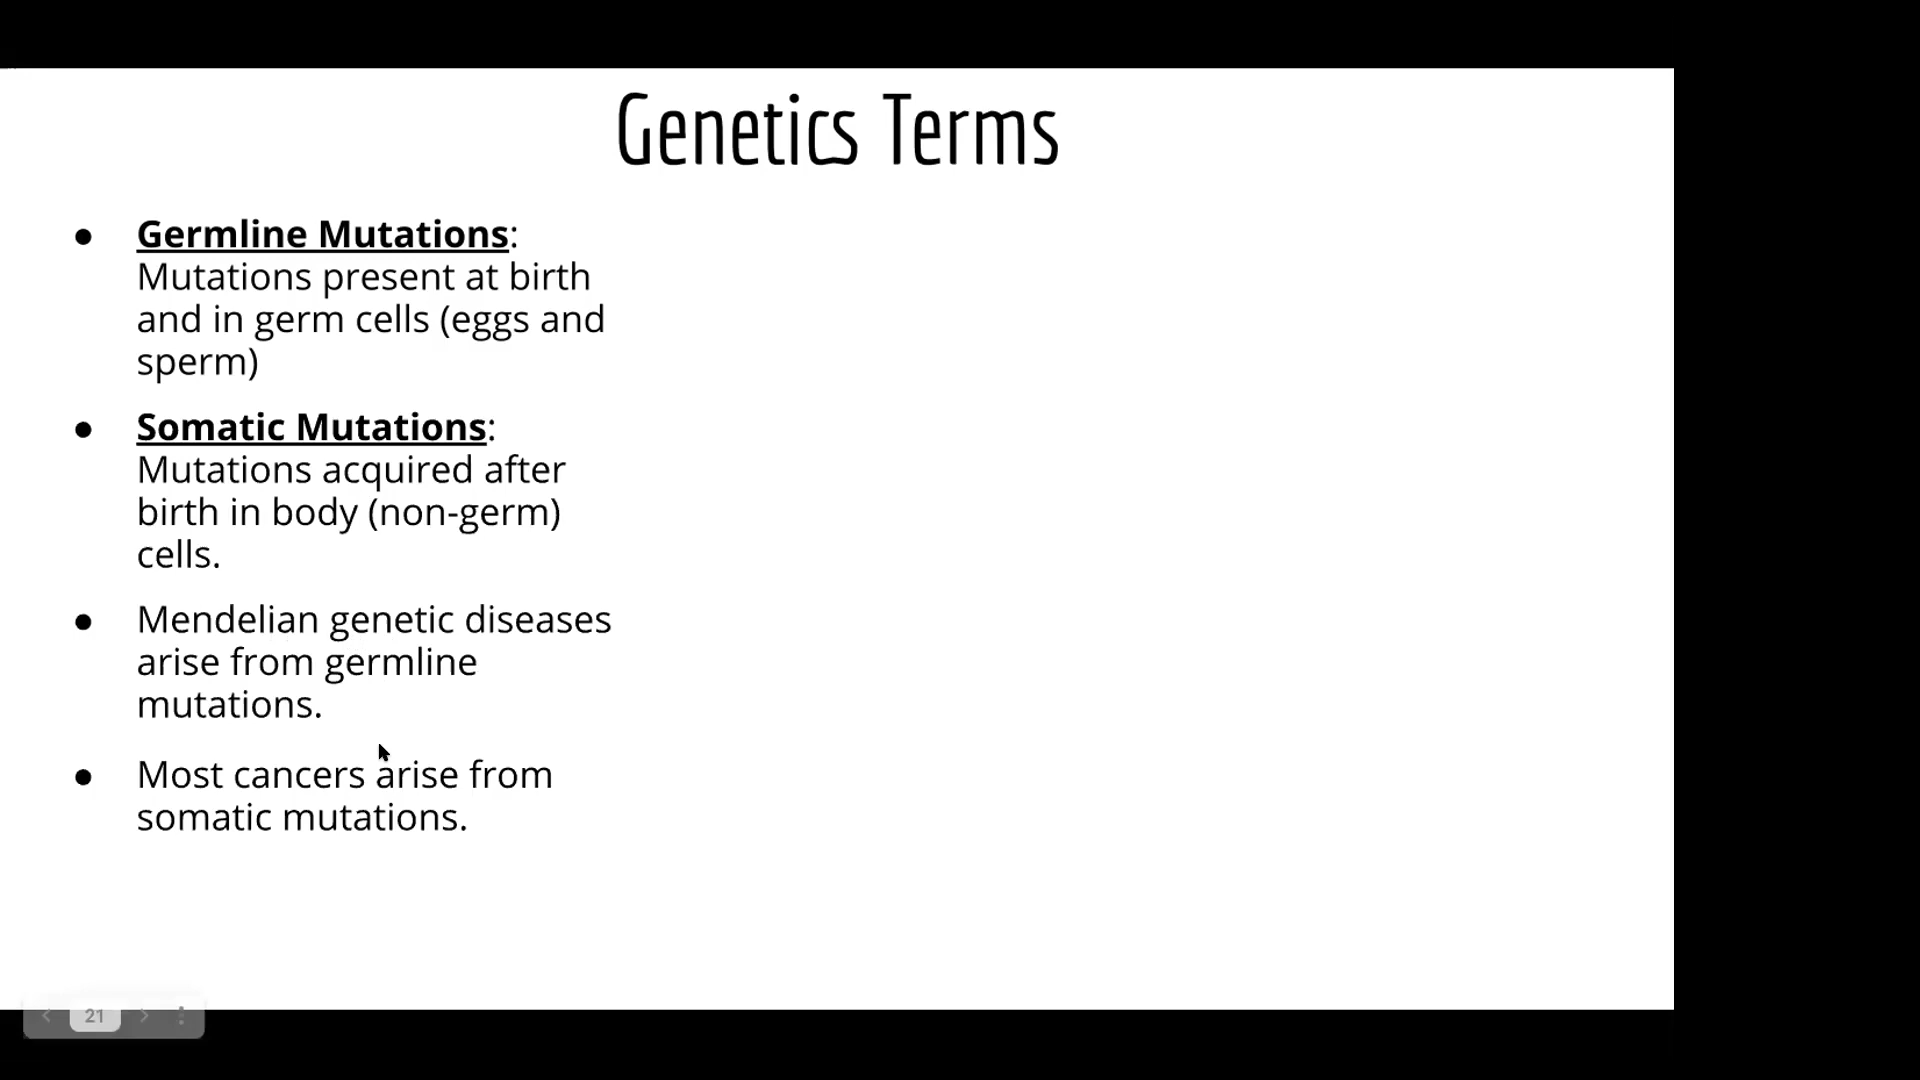 Genetics Terms
● Germline Mutations:
Mutations present at birth
and in germ cells (eggs and
sperm)
● Somatic Mutations:
Mutations acquired after
birth in body (non-germ)
cells.
● Mendelian genetic diseases
arise from germline
mutations.
● Most cancers arise from
somatic mutations.
21